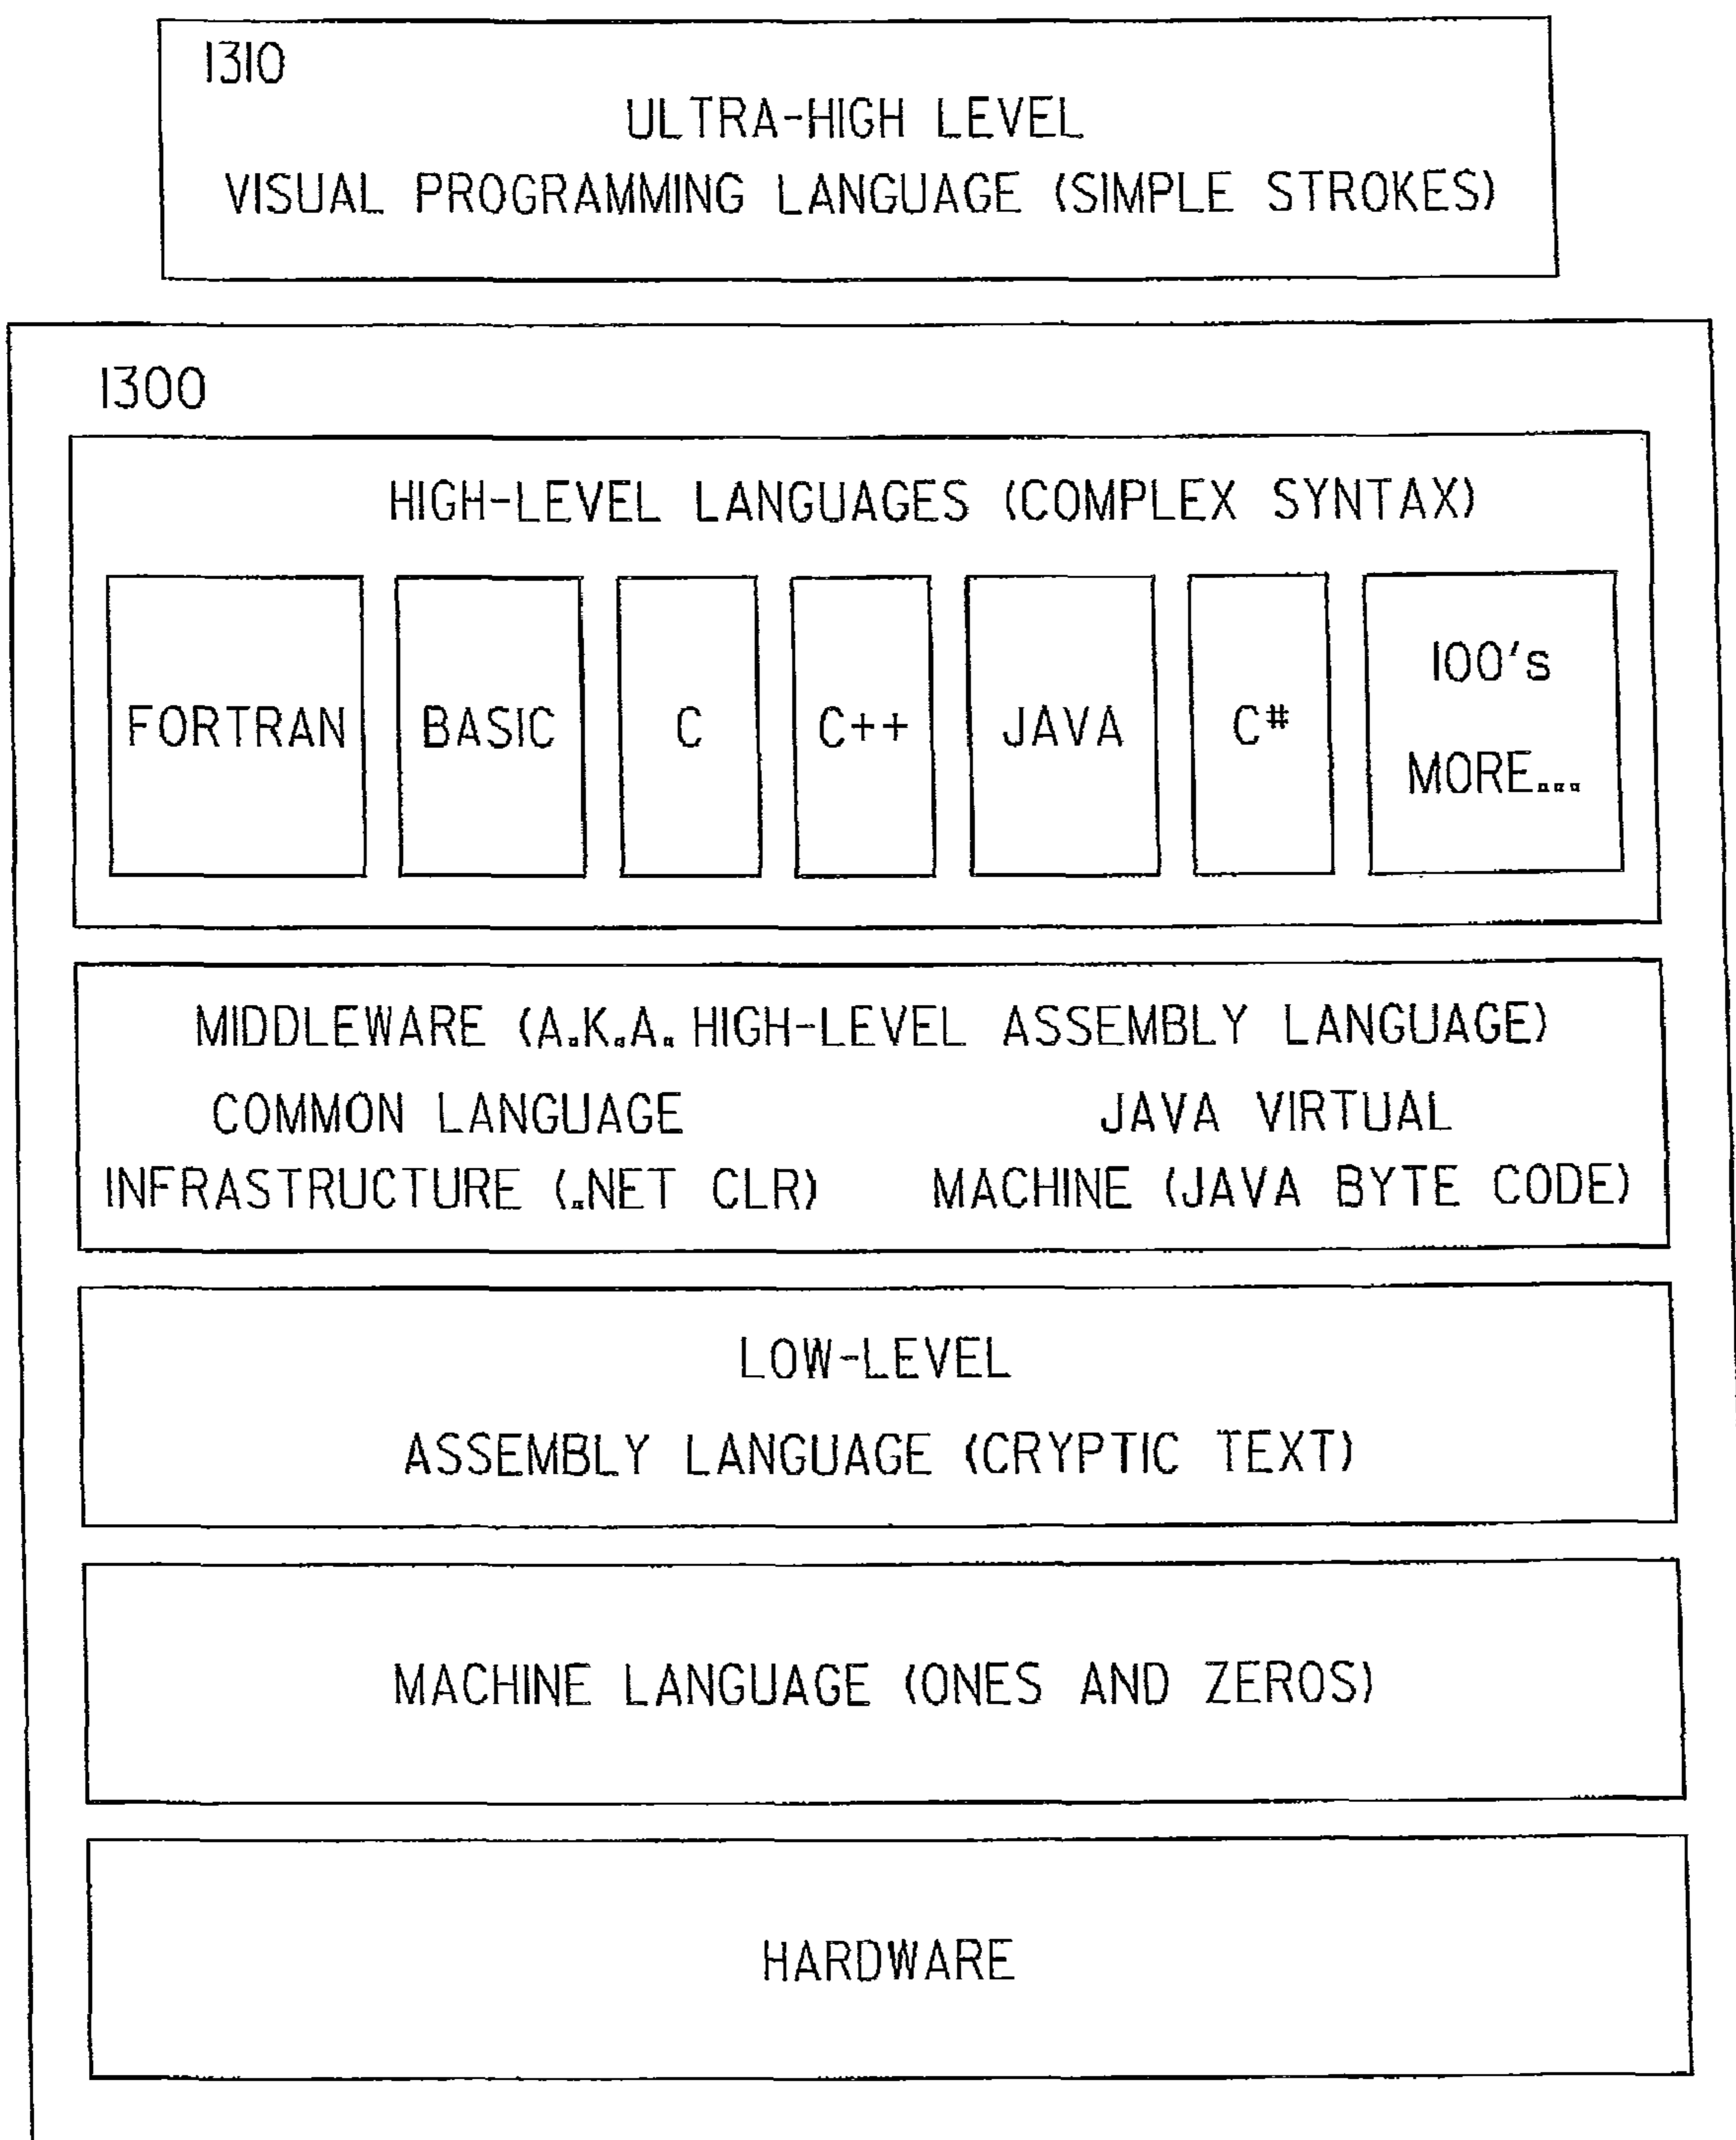 1310
ULTRA-HIGH LEVEL
VISUAL PROGRAMMING LANGUAGE (SIMPLE STROKES)
1300
HIGH-LEVEL LANGUAGES (COMPLEX SYNTAX)
FORTRAN
BASIC
C
C++
JAVA
C#
100's
MORE...
MIDDLEWARE (A.K.A. HIGH-LEVEL ASSEMBLY LANGUAGE)
COMMON LANGUAGE
INFRASTRUCTURE (.NET CLR)
JAVA VIRTUAL
MACHINE (JAVA BYTE CODE)
LOW-LEVEL
ASSEMBLY LANGUAGE (CRYPTIC TEXT)
MACHINE LANGUAGE (ONES AND ZEROS)
HARDWARE